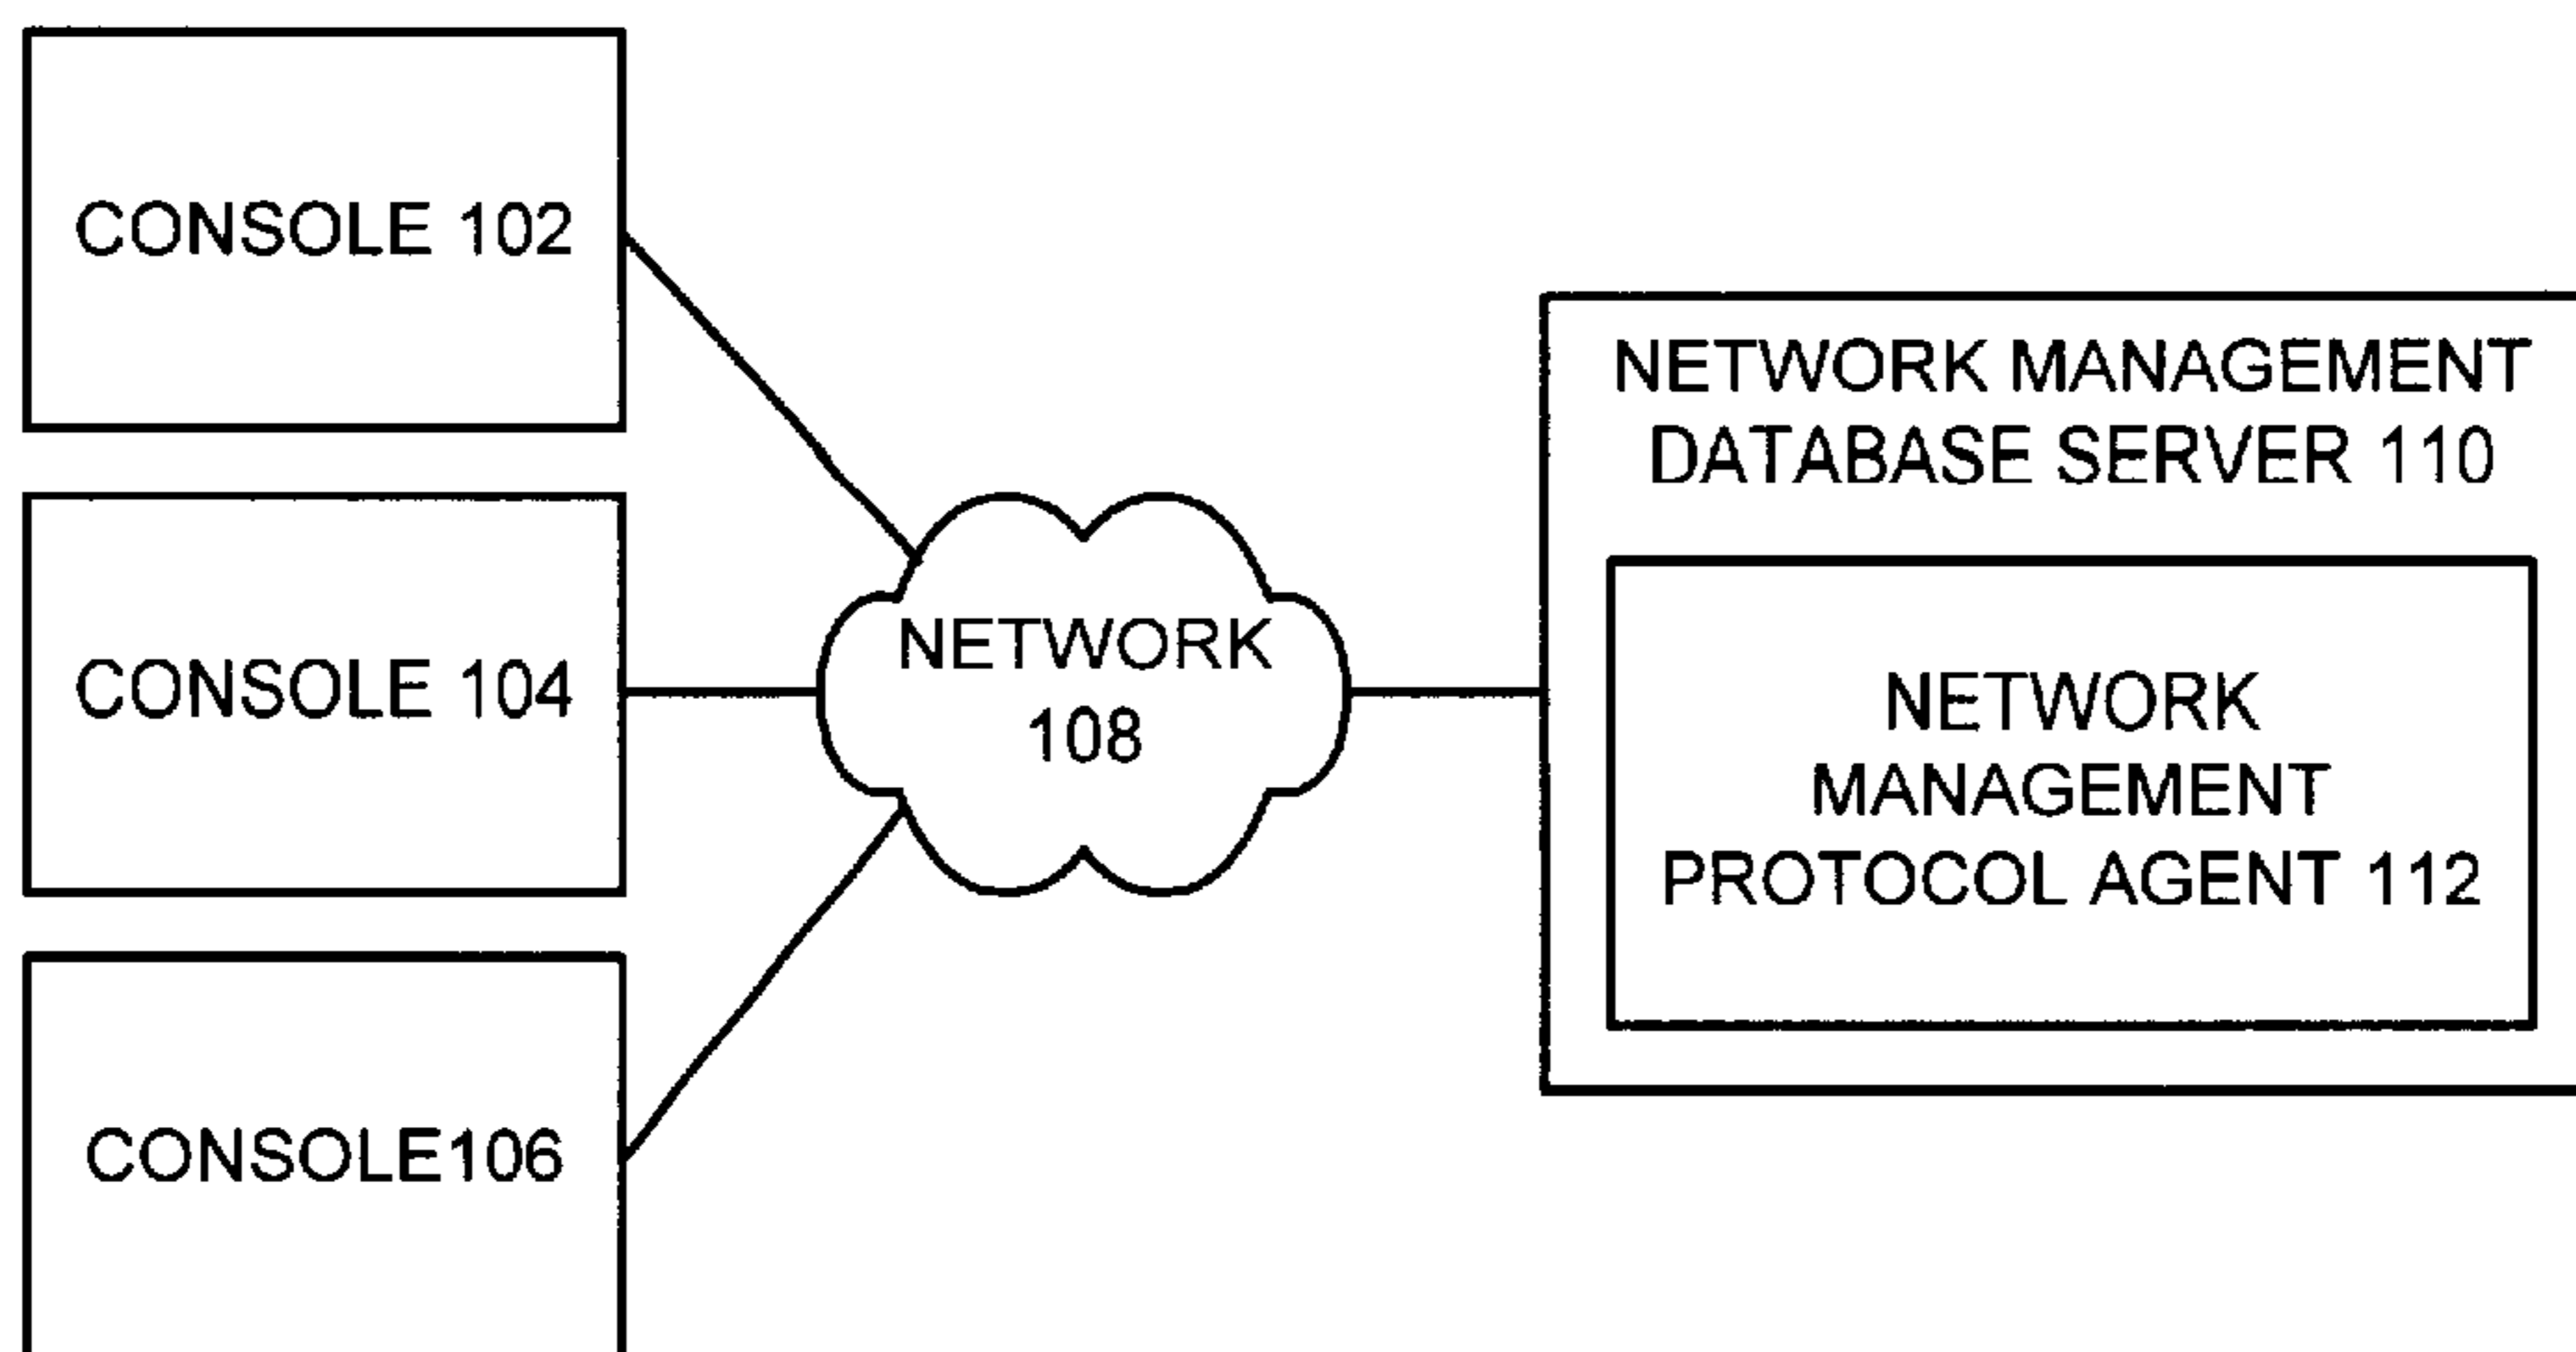 CONSOLE 102
CONSOLE 104
CONSOLE106
NETWORK
108
NETWORK MANAGEMENT
DATABASE SERVER 110
NETWORK
MANAGEMENT
PROTOCOL AGENT 112